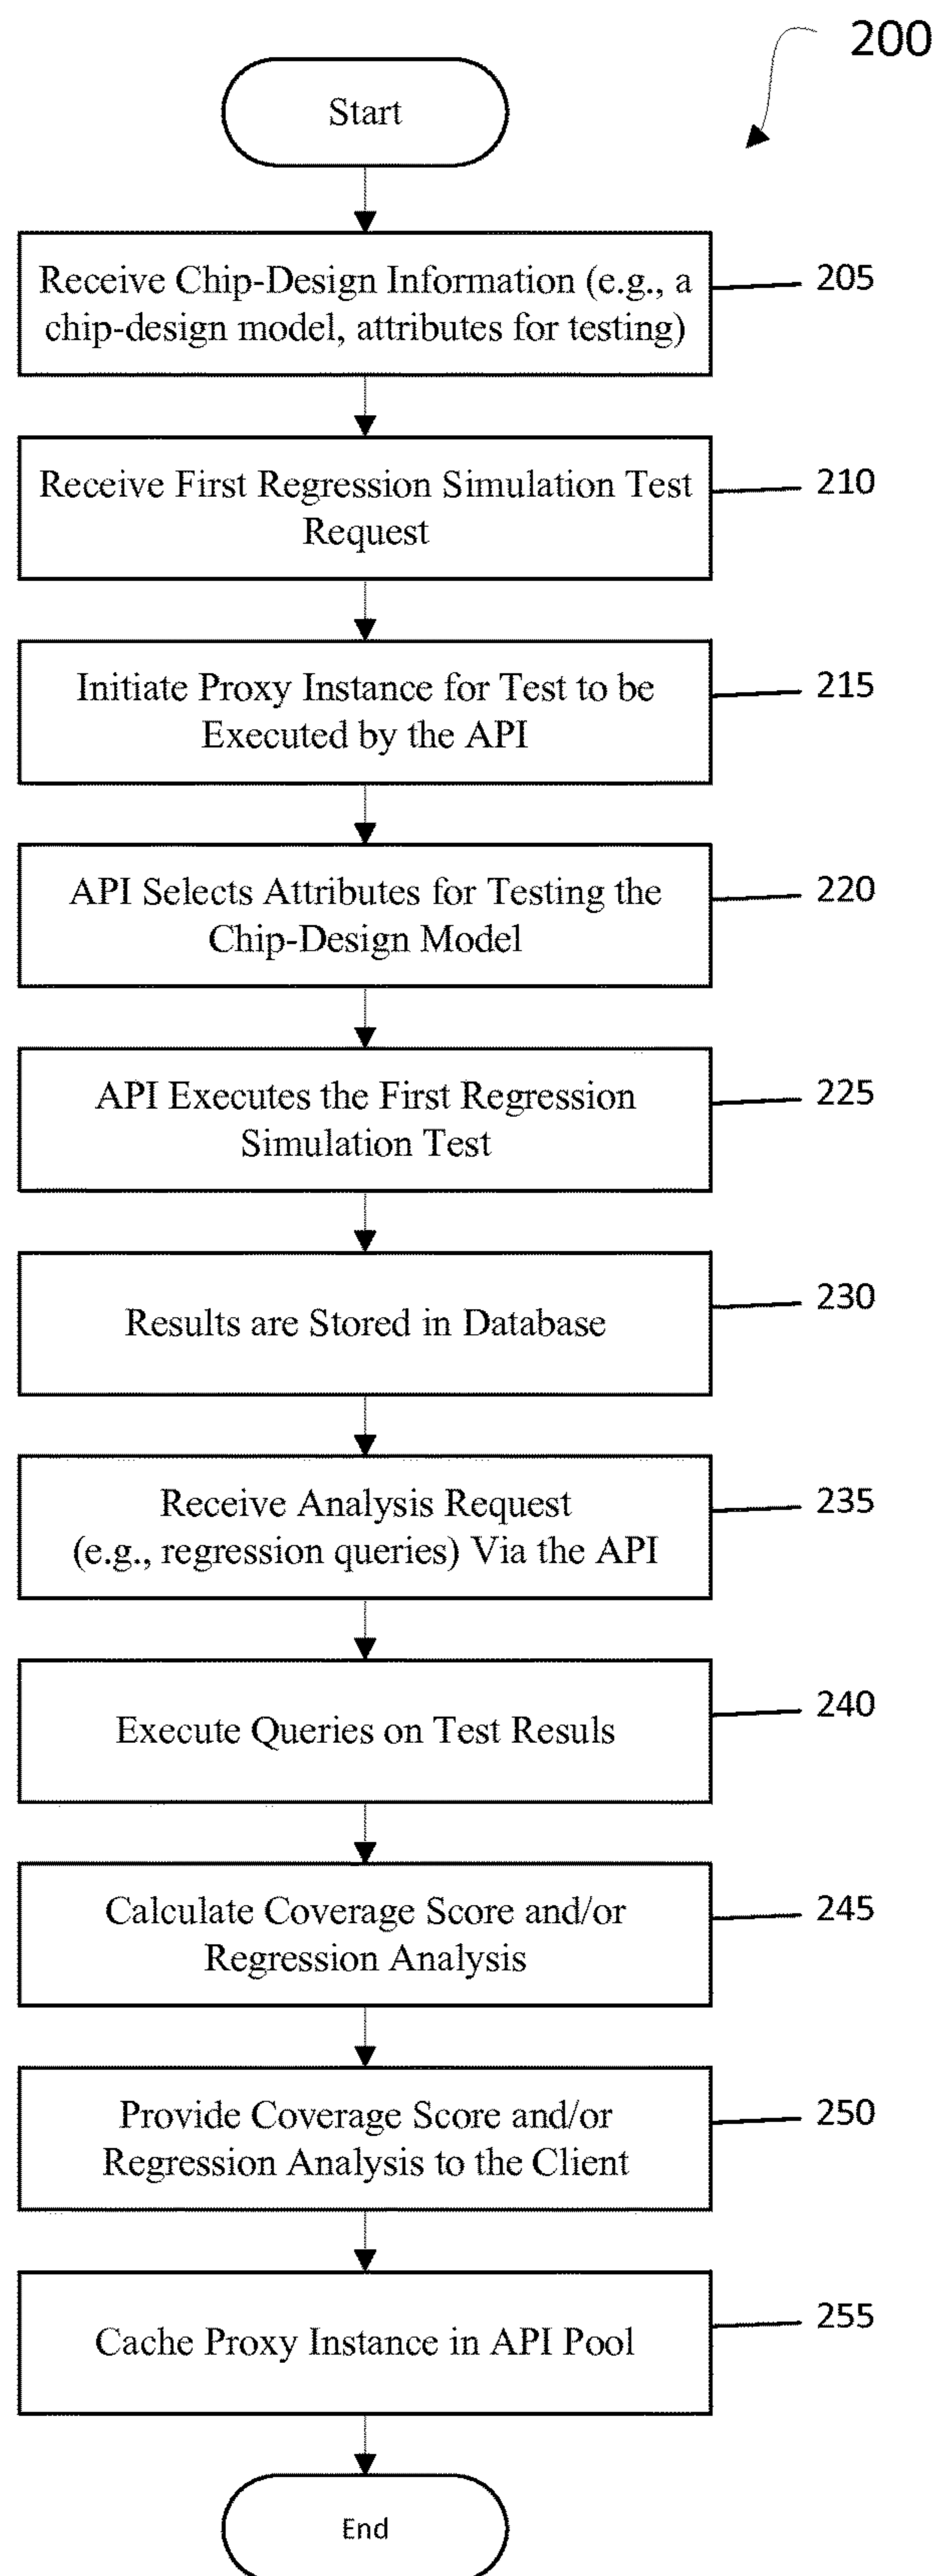 200
Start
Receive Chip-Design Information (e.g., a
chip-design model, attributes for testing)
205
Receive First Regression Simulation Test
Request
210
Initiate Proxy Instance for Test to be
Executed by the API
215
API Selects Attributes for Testing the
Chip-Design Model
220
API Executes the First Regression
Simulation Test
225
Results are Stored in Database
230
Receive Analysis Request
(e.g., regression queries) Via the API
235
Execute Queries on Test Resuls
240
Calculate Coverage Score and/or
Regression Analysis
245
Provide Coverage Score and/or
Regression Analysis to the Client
250
Cache Proxy Instance in API Pool
255
End